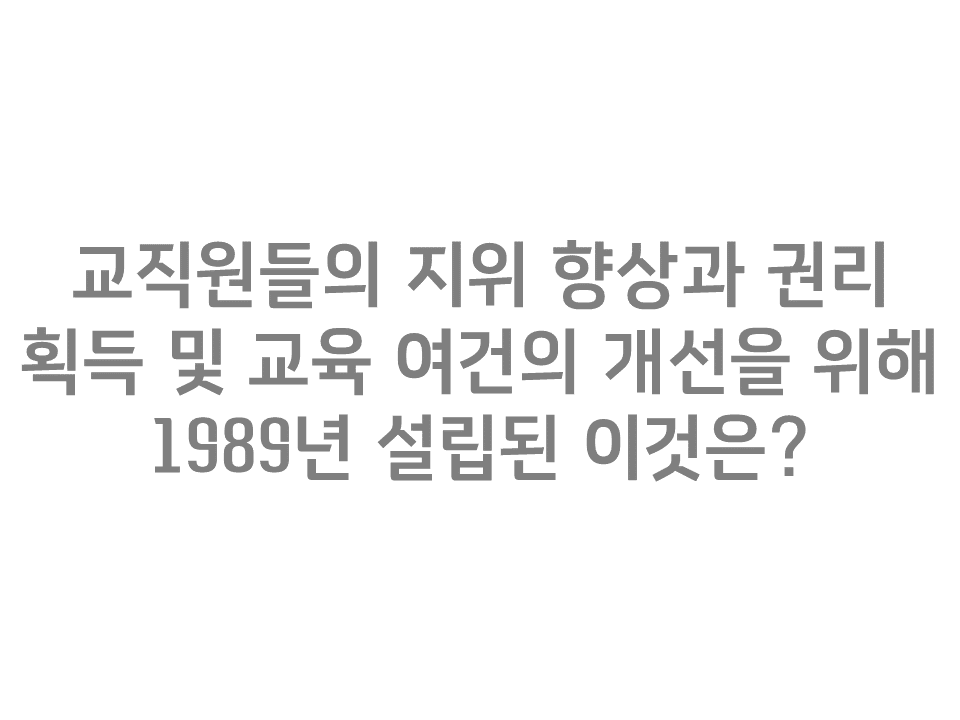 교직원들의 지위 향상과 권리
획득 및 교육 여건의 개선을 위해
1989년 설립된 이것은?